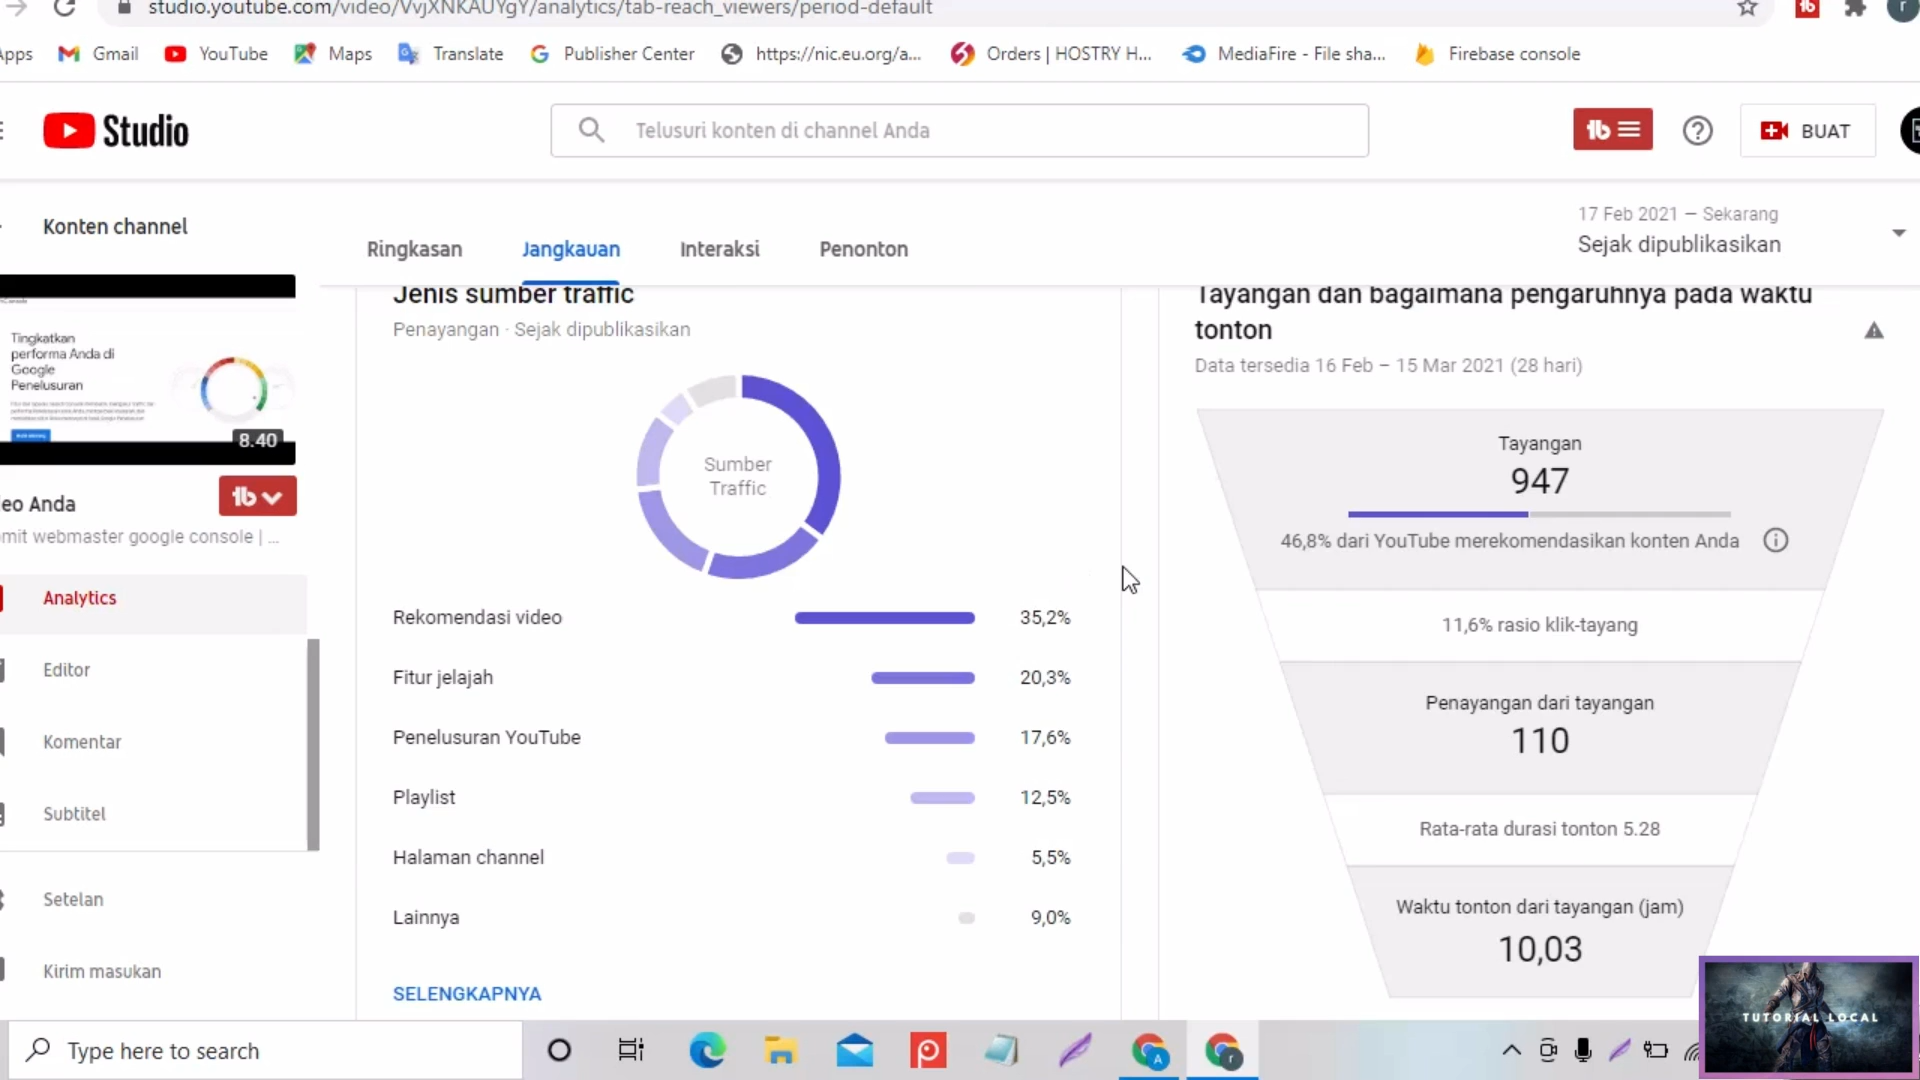 studio.youtube.com/video/VvjXNKAUYgY/analytics/tab-reach_viewers/period-default
Apps Gmail YouTube Maps Translate Publisher Center https://nic.eu.org/a... Orders | HOSTRY H... MediaFire - File sha... Firebase console
Studio
Telusuri konten di channel Anda
BUAT
Konten channel
Ringkasan Jangkauan Interaksi Penonton
17 Feb 2021 – Sekarang
Sejak dipublikasikan
Tingkatkan
performa Anda di
Google
Penelusuran
8.40
eo Anda
mit webmaster google console | ...
Analytics
Editor
Komentar
Subtitel
Setelan
Kirim masukan
Jenis sumber traffic
Penayangan · Sejak dipublikasikan
Sumber
Traffic
Rekomendasi video 35,2%
Fitur jelajah 20,3%
Penelusuran YouTube 17,6%
Playlist 12,5%
Halaman channel 5,5%
Lainnya 9,0%
SELENGKAPNYA
Tayangan dan bagaimana pengaruhnya pada waktu
tonton
Data tersedia 16 Feb – 15 Mar 2021 (28 hari)
Tayangan
947
46,8% dari YouTube merekomendasikan konten Anda
11,6% rasio klik-tayang
Penayangan dari tayangan
110
Rata-rata durasi tonton 5.28
Waktu tonton dari tayangan (jam)
10,03
TUTORIAL LOCAL
Type here to search